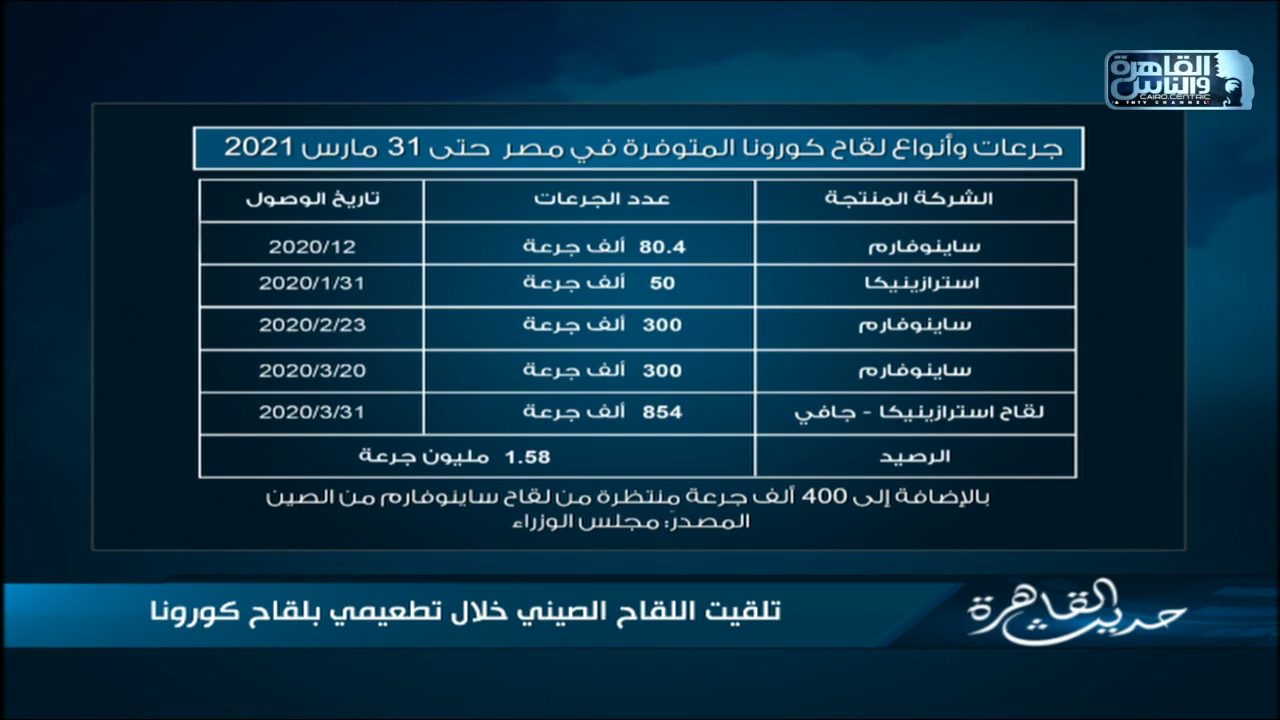 القاهرة
والناس
CAIRO.CENTRIC
A TNTV CHANNEL
جرعات وأنواع لقاح كورونا المتوفرة في مصر حتى 31 مارس 2021
الشركة المنتجة عدد الجرعات تاريخ الوصول
ساينوفارم 80.4 ألف جرعة 2020/12
استرازينيكا 50 ألف جرعة 2020/1/31
ساينوفارم 300 ألف جرعة 2020/2/23
ساينوفارم 300 ألف جرعة 2020/3/20
لقاح استرازينيكا - جافي 854 ألف جرعة 2020/3/31
الرصيد 1.58 مليون جرعة
بالإضافة إلى 400 ألف جرعة منتظرة من لقاح ساينوفارم من الصين
المصدر: مجلس الوزراء
حديث القاهرة
تلقيت اللقاح الصيني خلال تطعيمي بلقاح كورونا